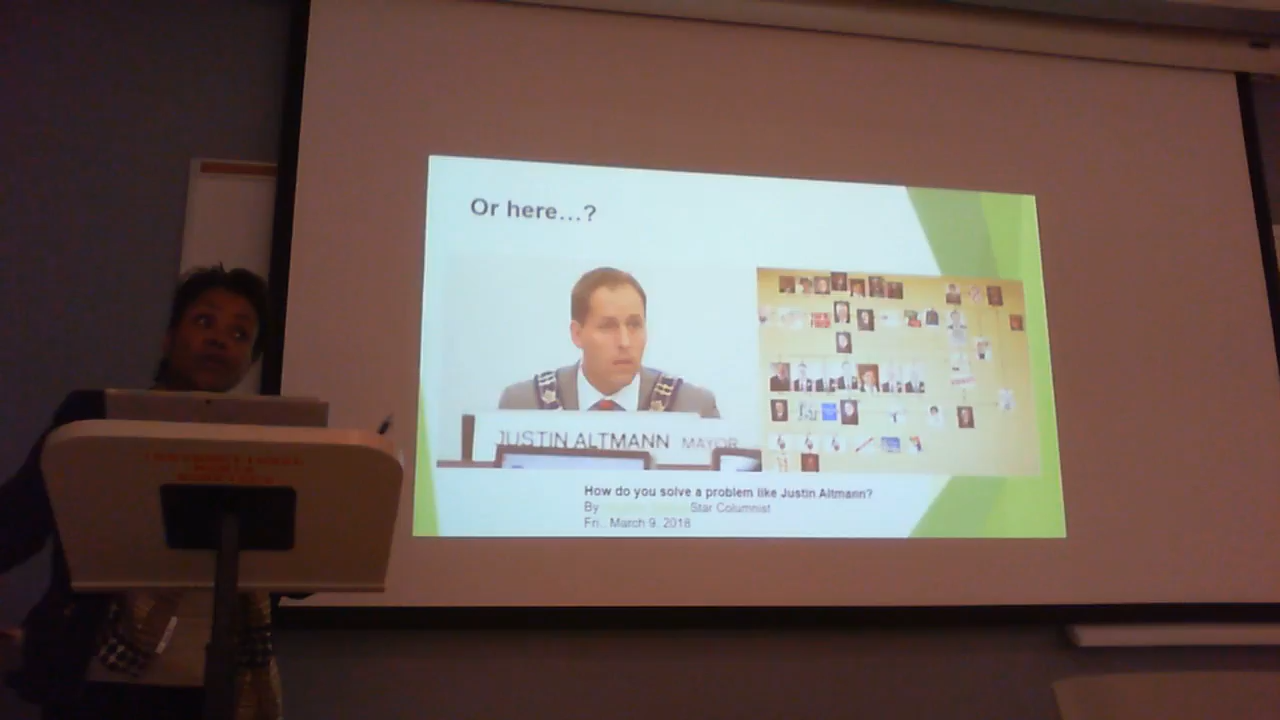 Or here...?
JUSTIN ALTMANN MAYOR
How do you solve a problem like Justin Altmann?
By Star Columnist
Fri., March 9, 2018